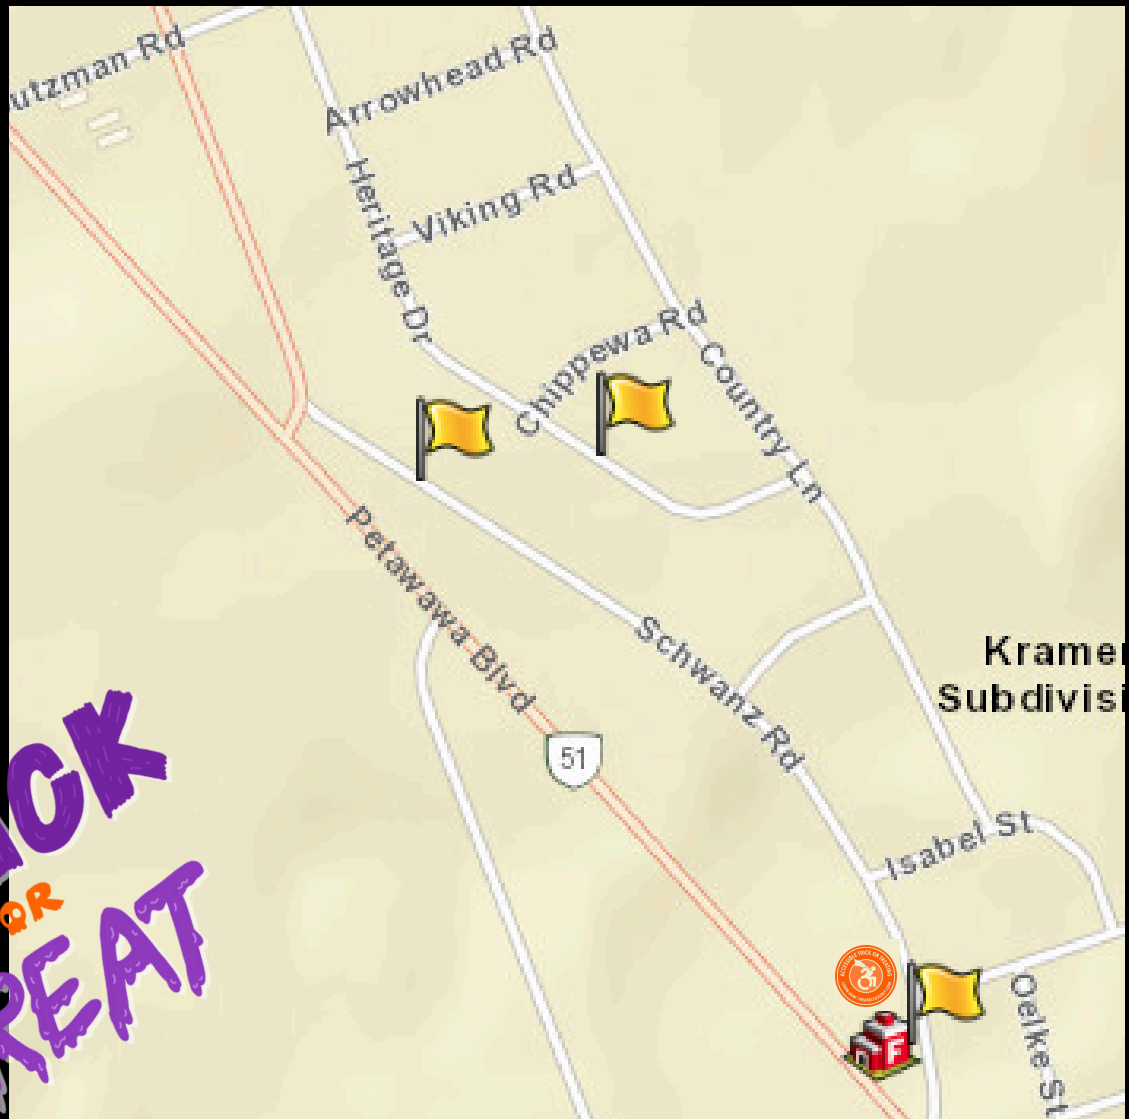 utzman Rd
Arrowhead Rd
Heritage Dr
Viking Rd
Chippewa Rd
Country Ln
Petawawa Blvd
Schwanz Rd
Kramer
Subdivisi
51
ICK
OR
REAT
Isabel St
Oelke St
F